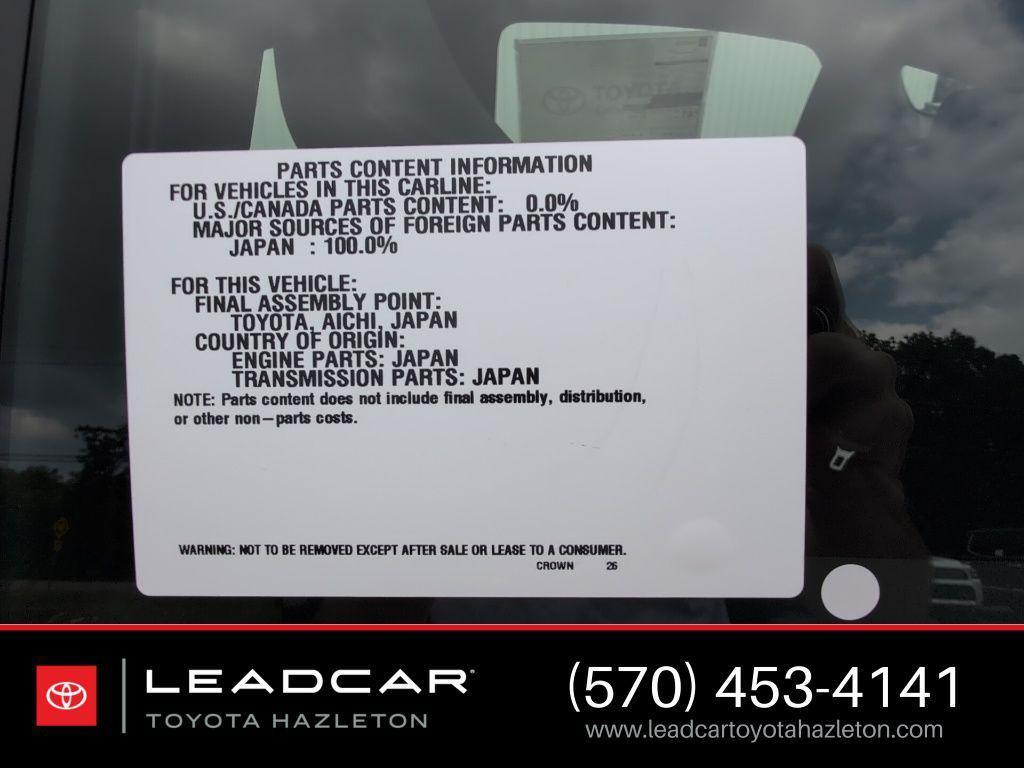 PARTS CONTENT INFORMATION
FOR VEHICLES IN THIS CARLINE:
U.S./CANADA PARTS CONTENT: 0.0%
MAJOR SOURCES OF FOREIGN PARTS CONTENT:
JAPAN : 100.0%
FOR THIS VEHICLE:
FINAL ASSEMBLY POINT:
TOYOTA, AICHI, JAPAN
COUNTRY OF ORIGIN:
ENGINE PARTS: JAPAN
TRANSMISSION PARTS: JAPAN
NOTE: Parts content does not include final assembly, distribution,
or other non-parts costs.
WARNING: NOT TO BE REMOVED EXCEPT AFTER SALE OR LEASE TO A CONSUMER.
CROWN 26
LEADCAR
TOYOTA HAZLETON
(570) 453-4141
www.leadcartoyotahazleton.com